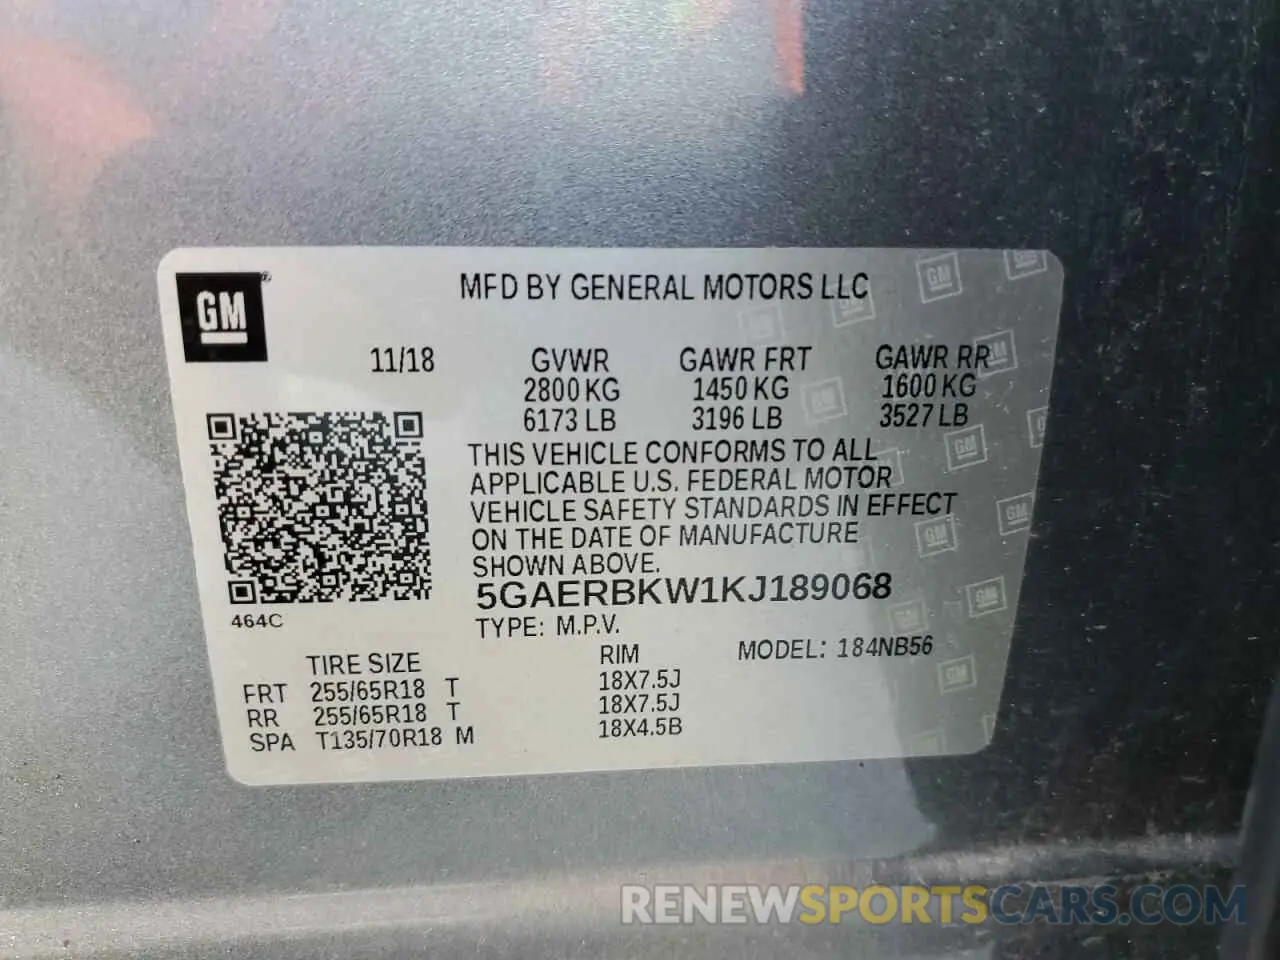 GM ®
MFD BY GENERAL MOTORS LLC
11/18 GVWR GAWR FRT GAWR RR
2800 KG 1450 KG 1600 KG
6173 LB 3196 LB 3527 LB
THIS VEHICLE CONFORMS TO ALL
APPLICABLE U.S. FEDERAL MOTOR
VEHICLE SAFETY STANDARDS IN EFFECT
ON THE DATE OF MANUFACTURE
SHOWN ABOVE.
5GAERBKW1KJ189068
464C
TYPE: M.P.V.
MODEL: 184NB56
TIRE SIZE RIM
FRT 255/65R18 T 18X7.5J
RR 255/65R18 T 18X7.5J
SPA T135/70R18 M 18X4.5B
RENEWSPORTSCARS.COM